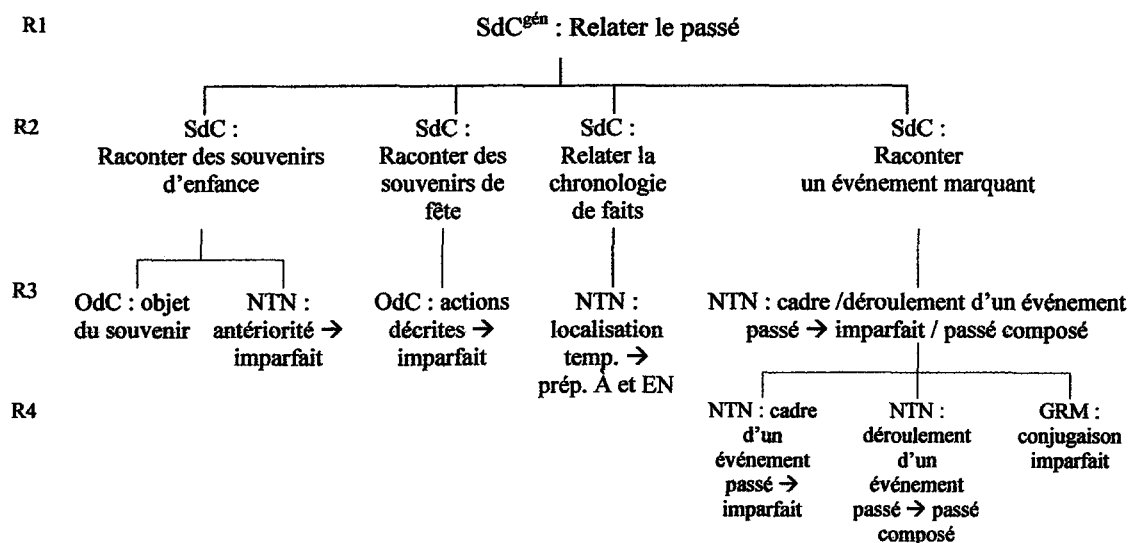 R1
SdCgén : Relater le passé
R2
SdC :
Raconter des souvenirs
d’enfance
SdC:
Raconter des
souvenirs de
fête
SdC :
Relater la
chronologie
de faits
SdC:
Raconter
un événement marquant
R3
OdC : objet
du souvenir
NTN :
antériorité →
imparfait
OdC : actions
décrites →
imparfait
NTN :
localisation
temp. →
prép. À et EN
NTN : cadre /déroulement d’un événement
passé → imparfait / passé composé
R4
NTN : cadre
d’un
événement
passé →
imparfait
NTN :
déroulement
d’un
événement
passé → passé
composé
GRM :
conjugaison
imparfait